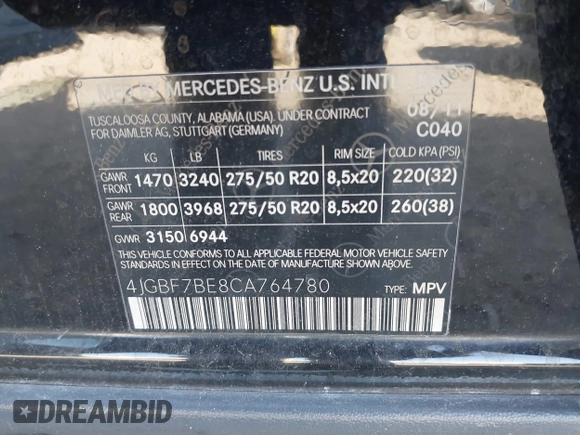 MERCEDES-BENZ U.S. INT
TUSCALOOSA COUNTY, ALABAMA (USA). UNDER CONTRACT
FOR DAIMLER AG, STUTTGART (GERMANY)
08/11
C040
KG LB TIRES RIM SIZE COLD KPA (PSI)
GAWR FRONT 1470 3240 275/50 R20 8,5x20 220(32)
GAWR REAR 1800 3968 275/50 R20 8,5x20 260(38)
GVWR 3150 6944
THIS VEHICLE CONFORMS TO ALL APPLICABLE FEDERAL MOTOR VEHICLE SAFETY
STANDARDS IN EFFECT ON THE DATE OF MANUFACTURE SHOWN ABOVE.
4JGBF7BE8CA764780 TYPE: MPV
DREAMBID